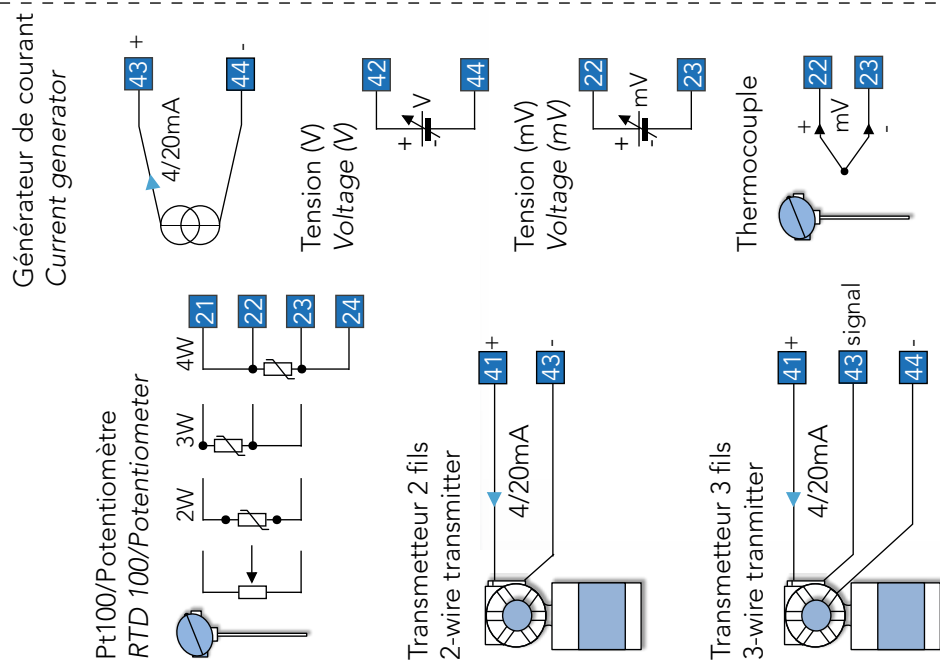 Générateur de courant
Current generator
43 +
4/20mA
44 -
Pt100/Potentiomètre
RTD 100/Potentiometer
2W 3W 4W
21
22
23
24
Tension (V)
Voltage (V)
42
+
- V
44
Transmetteur 2 fils
2-wire transmitter
41 +
4/20mA
43 -
Tension (mV)
Voltage (mV)
22
+
- mV
23
Transmetteur 3 fils
3-wire tranmitter
41 +
4/20mA
43 signal
44 -
Thermocouple
22
+
mV
-
23